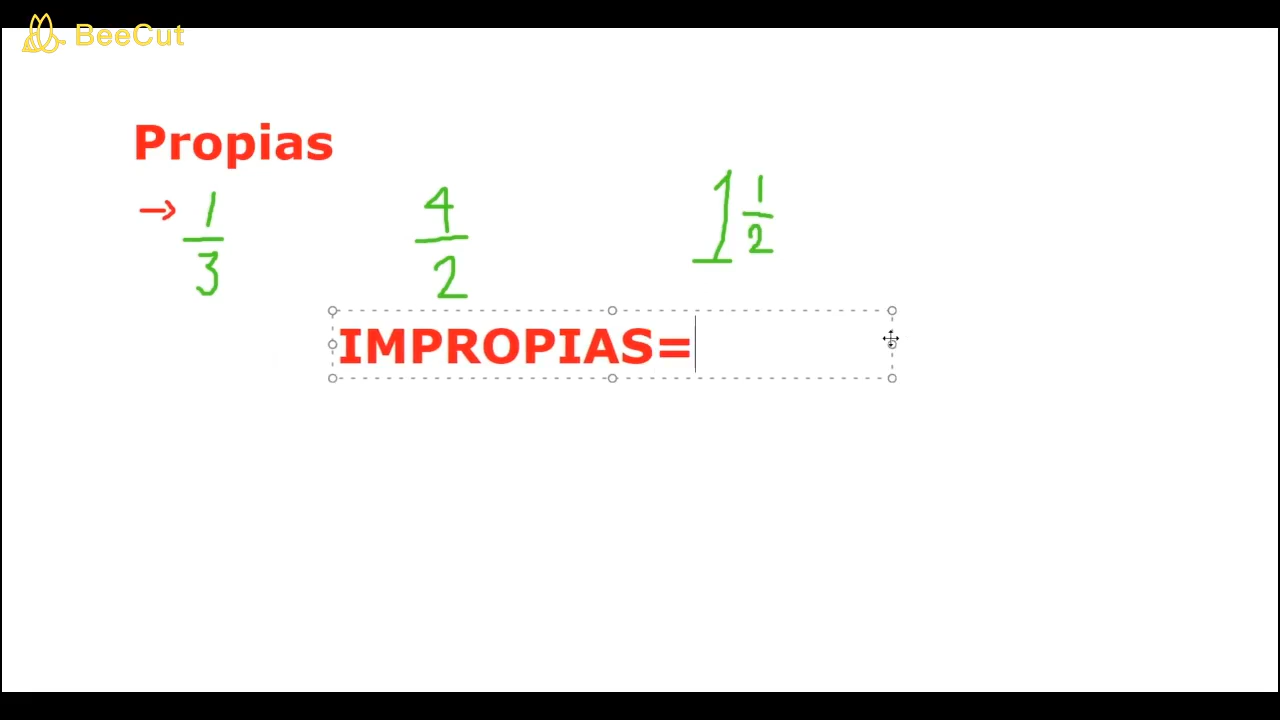 BeeCut
Propias
→ 1/3 4/2 1 1/2
IMPROPIAS=